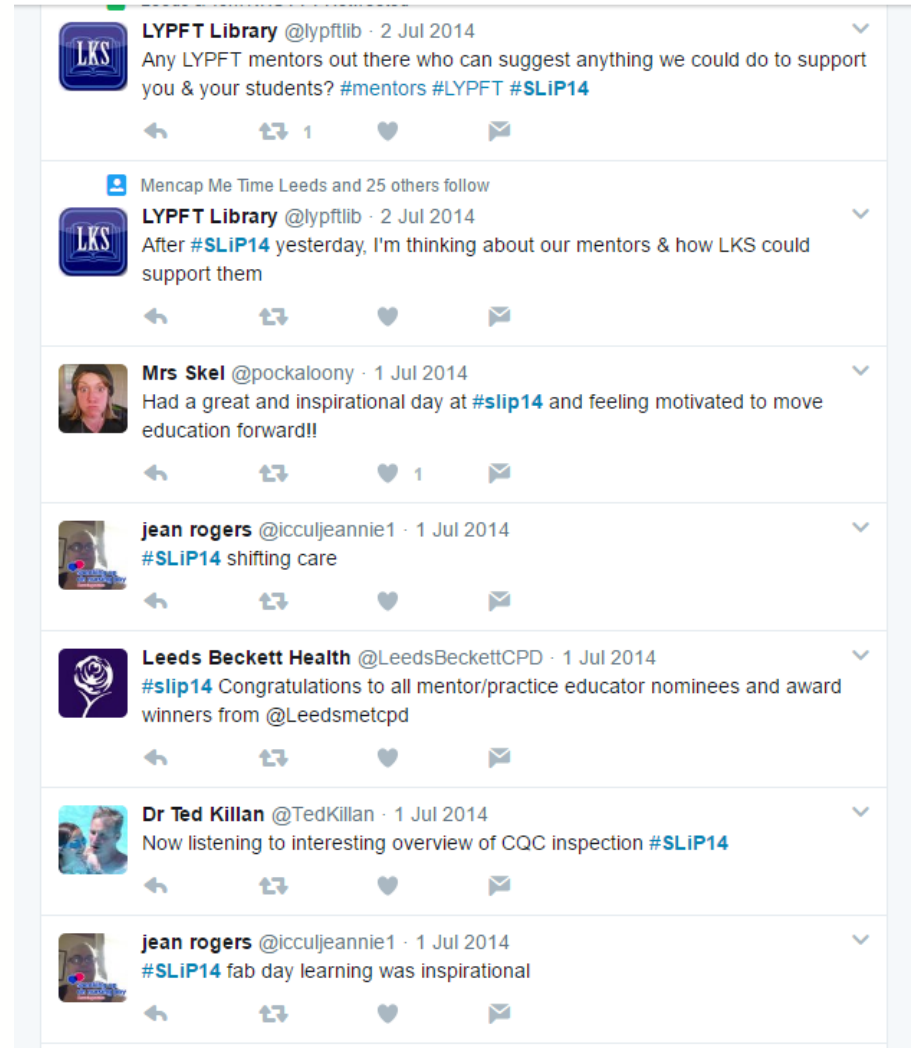 LYPFT Library @lypftlib · 2 Jul 2014
LKS
Any LYPFT mentors out there who can suggest anything we could do to support
you & your students? #mentors #LYPFT #SLiP14
1
Mencap Me Time Leeds and 25 others follow
LYPFT Library @lypftlib · 2 Jul 2014
LKS
After #SLiP14 yesterday, I'm thinking about our mentors & how LKS could
support them
Mrs Skel @pockaloony · 1 Jul 2014
Had a great and inspirational day at #slip14 and feeling motivated to move
education forward!!
1
jean rogers @icculjeannie1 · 1 Jul 2014
#SLiP14 shifting care
Leeds Beckett Health @LeedsBeckettCPD · 1 Jul 2014
#slip14 Congratulations to all mentor/practice educator nominees and award
winners from @Leedsmetcpd
Dr Ted Killan @TedKillan · 1 Jul 2014
Now listening to interesting overview of CQC inspection #SLiP14
jean rogers @icculjeannie1 · 1 Jul 2014
#SLiP14 fab day learning was inspirational